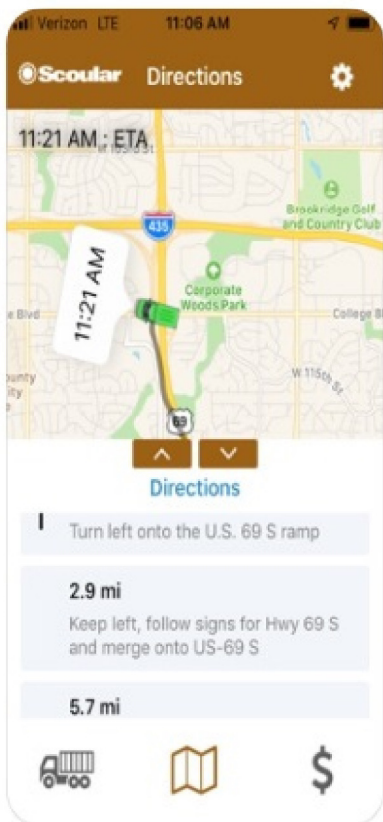 Verizon LTE 11:06 AM
Scoular Directions
11:21 AM : ETA
435
Brookridge Golf
and Country Club
11:21 AM
Corporate
Woods Park
e Blvd
College B
W 115th St
ounty
ity
69
Directions
Turn left onto the U.S. 69 S ramp
2.9 mi
Keep left, follow signs for Hwy 69 S
and merge onto US-69 S
5.7 mi
$